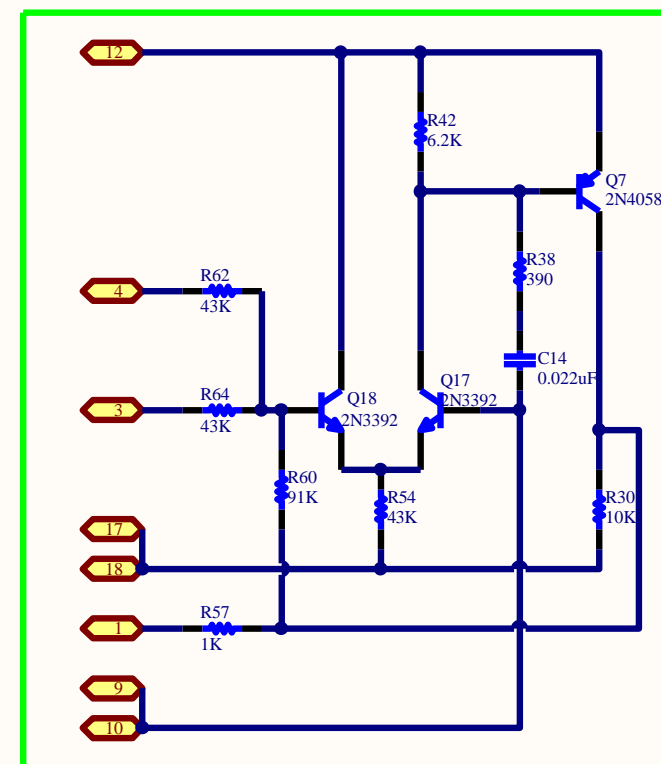 12
R42
6.2K
Q7
2N4058
R38
390
R62
4
43K
C14
0.022uF
Q17
2N3392
R64
Q18
3
2N3392
43K
R60
91K
R54
43K
R30
10K
17
18
R57
1
1K
9
10